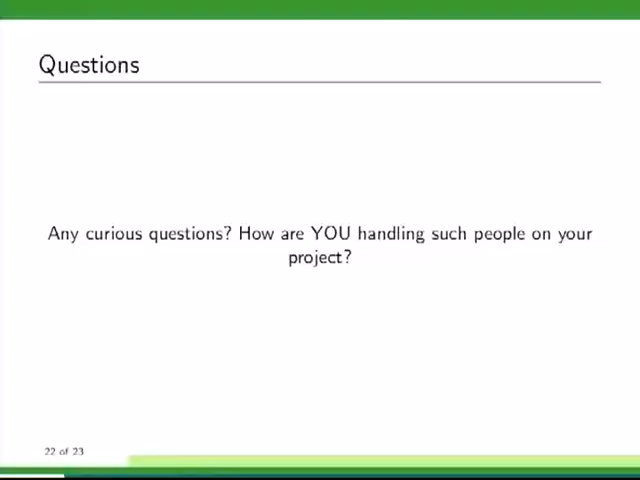 Questions
Any curious questions? How are YOU handling such people on your
project?
22 of 23